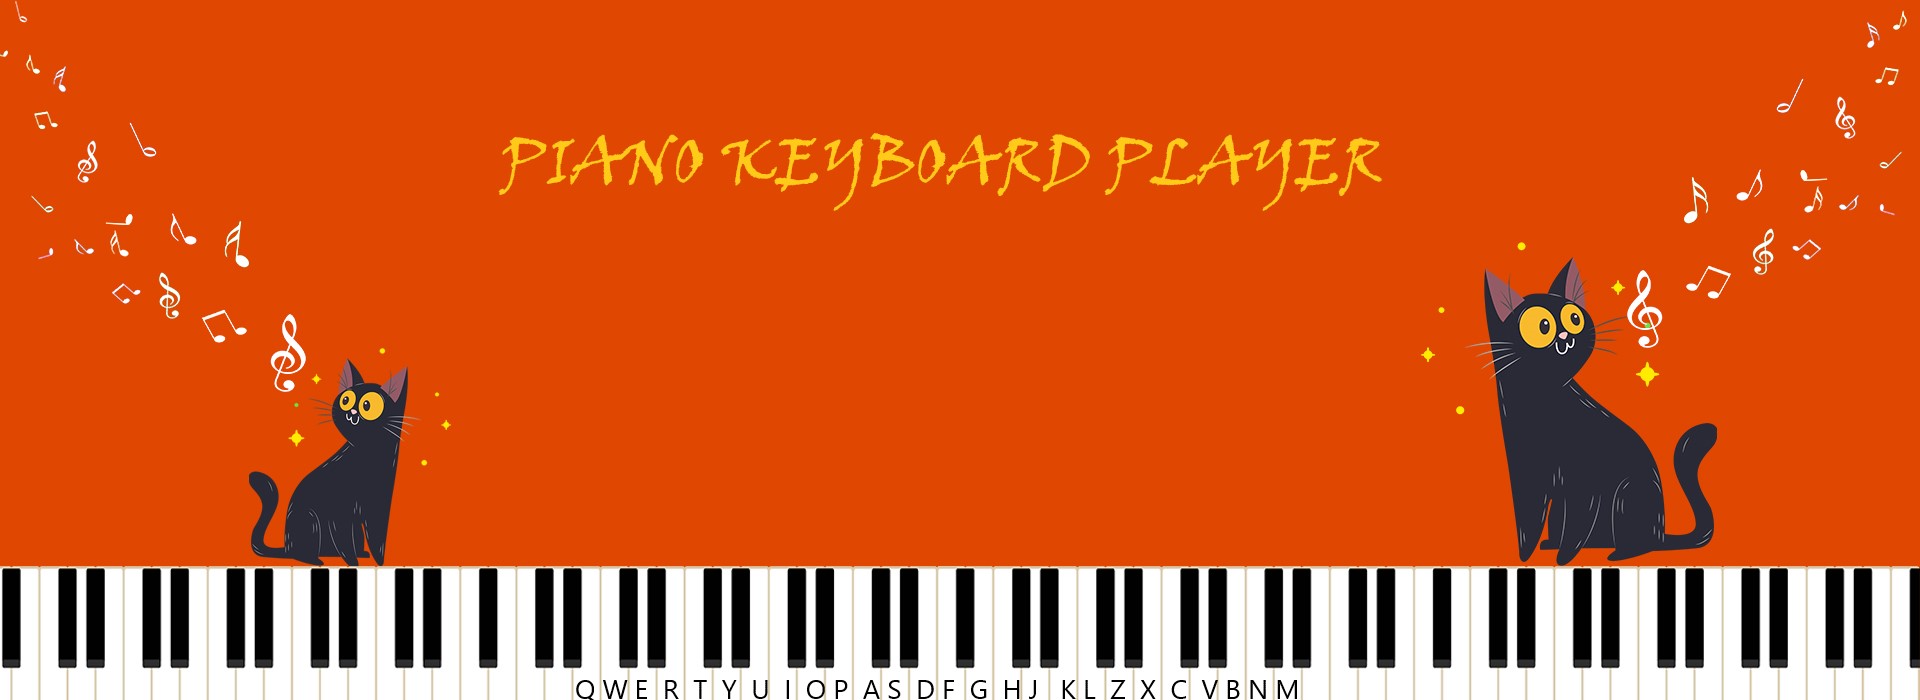 PIANO KEYBOARD PLAYER
Q W E R T Y U I O P A S D F G H J K L Z X C V B N M